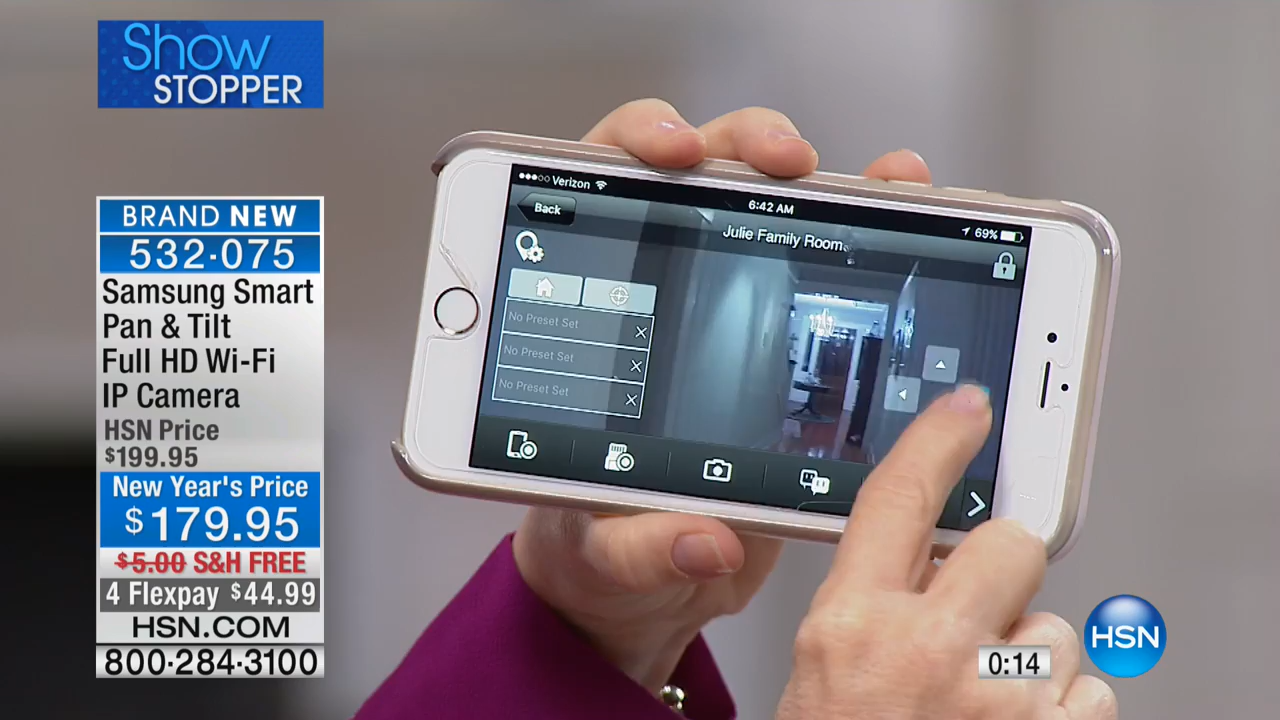 Show
STOPPER
BRAND NEW
532-075
Samsung Smart
Pan & Tilt
Full HD Wi-Fi
IP Camera
HSN Price
$199.95
New Year's Price
$179.95
$5.00 S&H FREE
4 Flexpay $44.99
HSN.COM
800-284-3100
Verizon
6:42 AM
69%
Back
Julie Family Room
No Preset Set
No Preset Set
No Preset Set
0:14
HSN